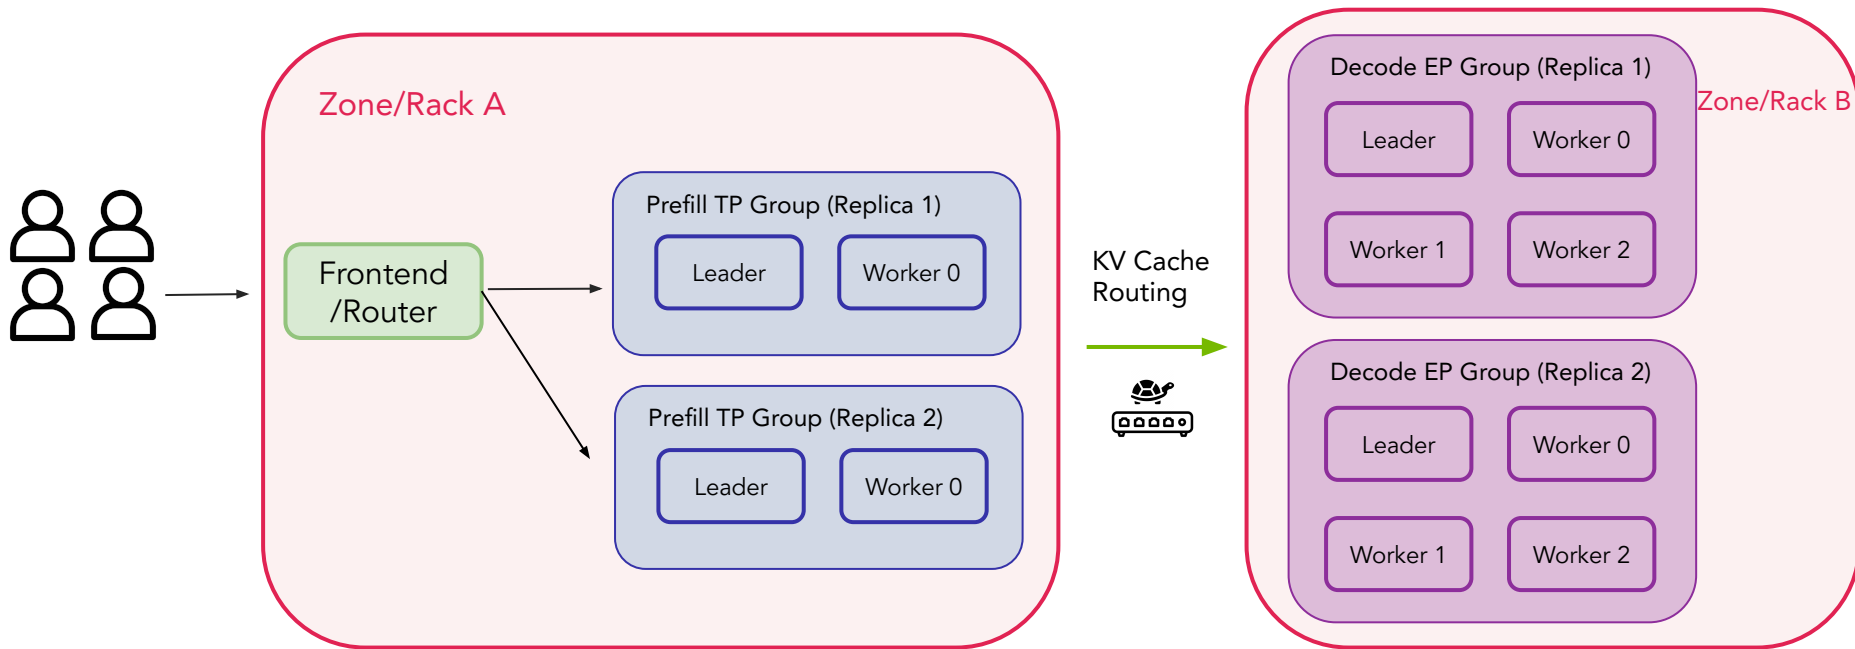 Zone/Rack A
Frontend
/Router
Prefill TP Group (Replica 1)
Leader
Worker 0
Prefill TP Group (Replica 2)
Leader
Worker 0
KV Cache
Routing
Zone/Rack B
Decode EP Group (Replica 1)
Leader
Worker 0
Worker 1
Worker 2
Decode EP Group (Replica 2)
Leader
Worker 0
Worker 1
Worker 2